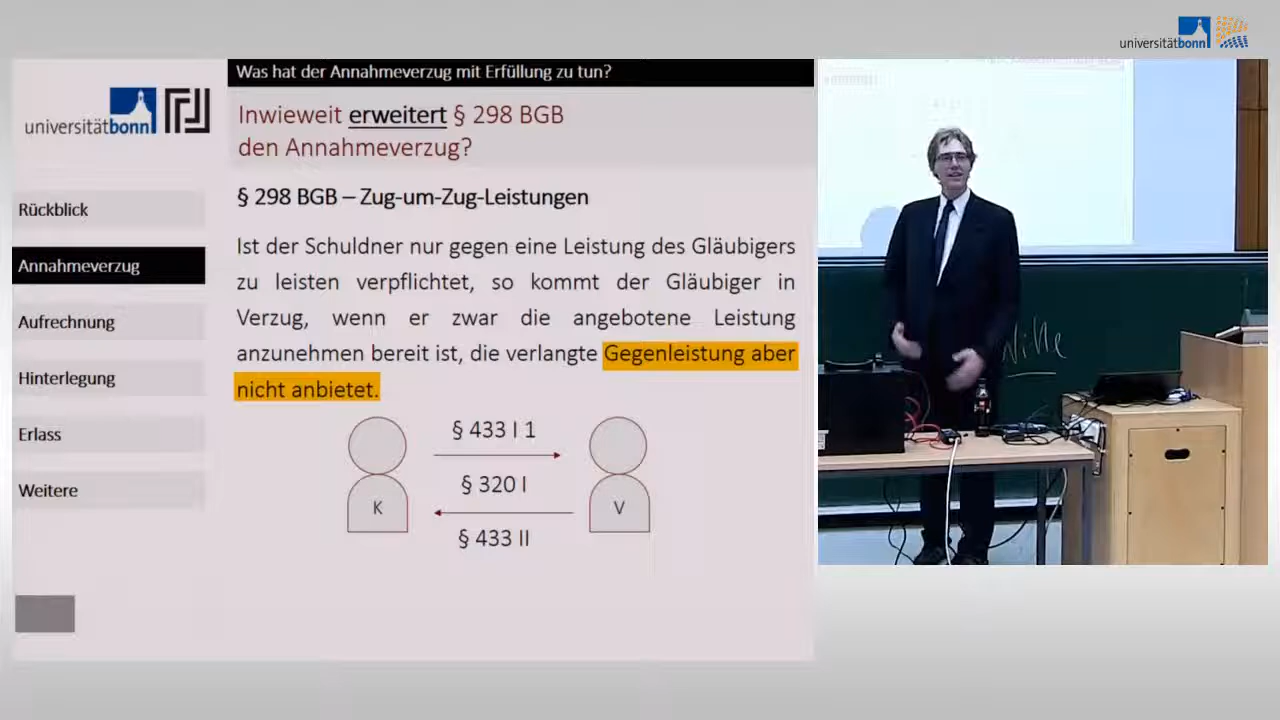 universitätbonn
Was hat der Annahmeverzug mit Erfüllung zu tun?
universitätbonn
Inwieweit erweitert § 298 BGB
den Annahmeverzug?
§ 298 BGB – Zug-um-Zug-Leistungen
Rückblick
Annahmeverzug
Aufrechnung
Hinterlegung
Erlass
Weitere
Ist der Schuldner nur gegen eine Leistung des Gläubigers
zu leisten verpflichtet, so kommt der Gläubiger in
Verzug, wenn er zwar die angebotene Leistung
anzunehmen bereit ist, die verlangte Gegenleistung aber
nicht anbietet.
§ 433 I 1
§ 320 I
K
V
§ 433 II